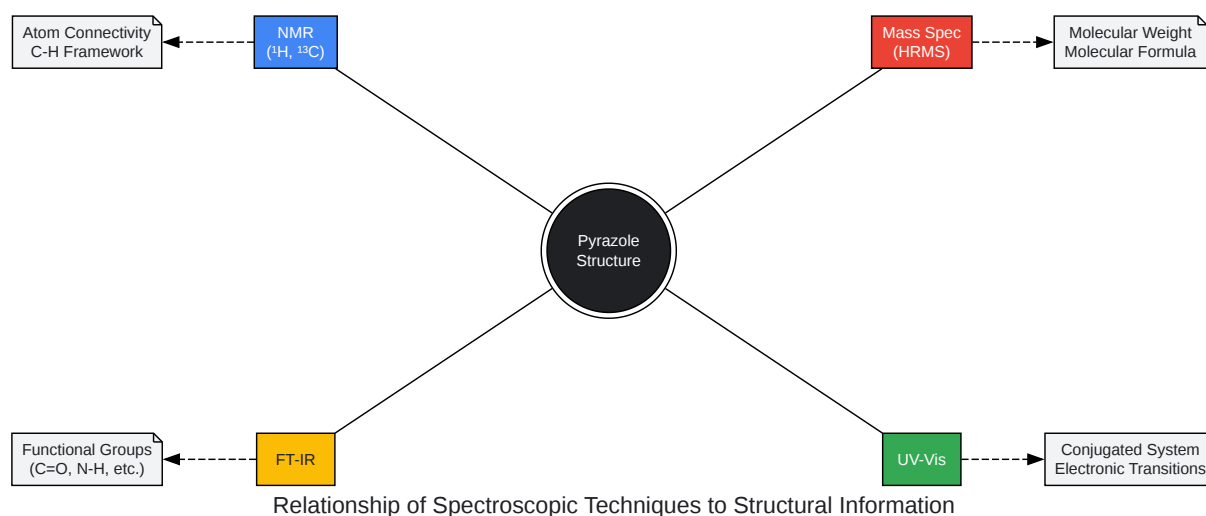 Atom Connectivity
C-H Framework
NMR
(¹H, ¹³C)
Mass Spec
(HRMS)
Molecular Weight
Molecular Formula
Pyrazole
Structure
Functional Groups
(C=O, N-H, etc.)
FT-IR
UV-Vis
Conjugated System
Electronic Transitions
Relationship of Spectroscopic Techniques to Structural Information